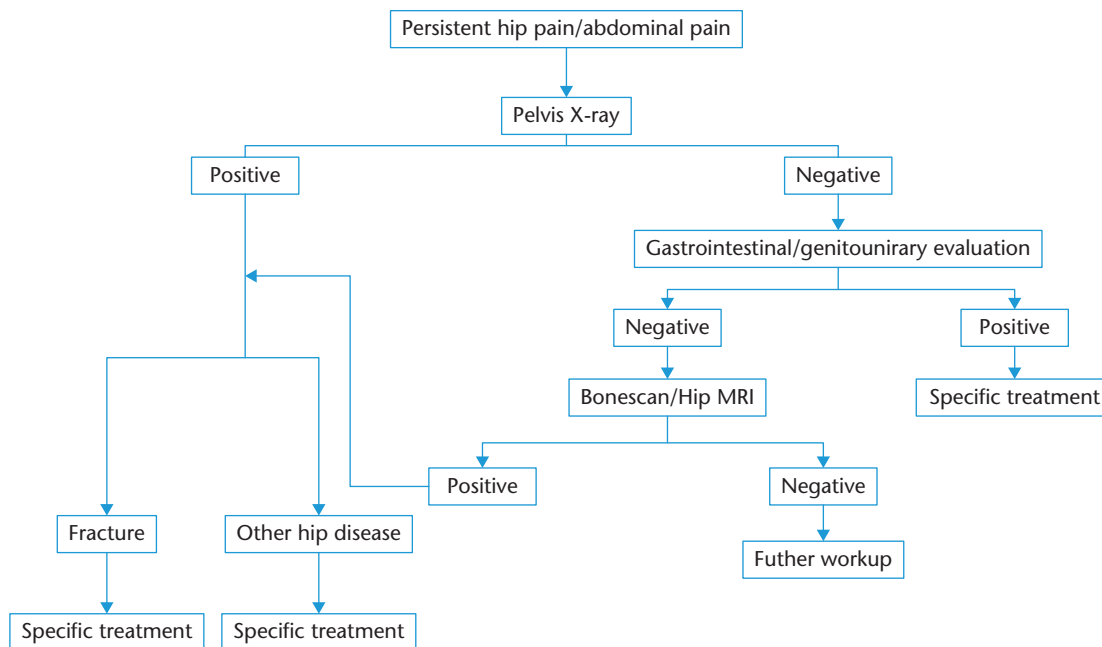 Persistent hip pain/abdominal pain
Pelvis X-ray
Positive
Negative
Gastrointestinal/genitounirary evaluation
Negative
Positive
Bonescan/Hip MRI
Specific treatment
Positive
Negative
Fracture
Other hip disease
Futher workup
Specific treatment
Specific treatment